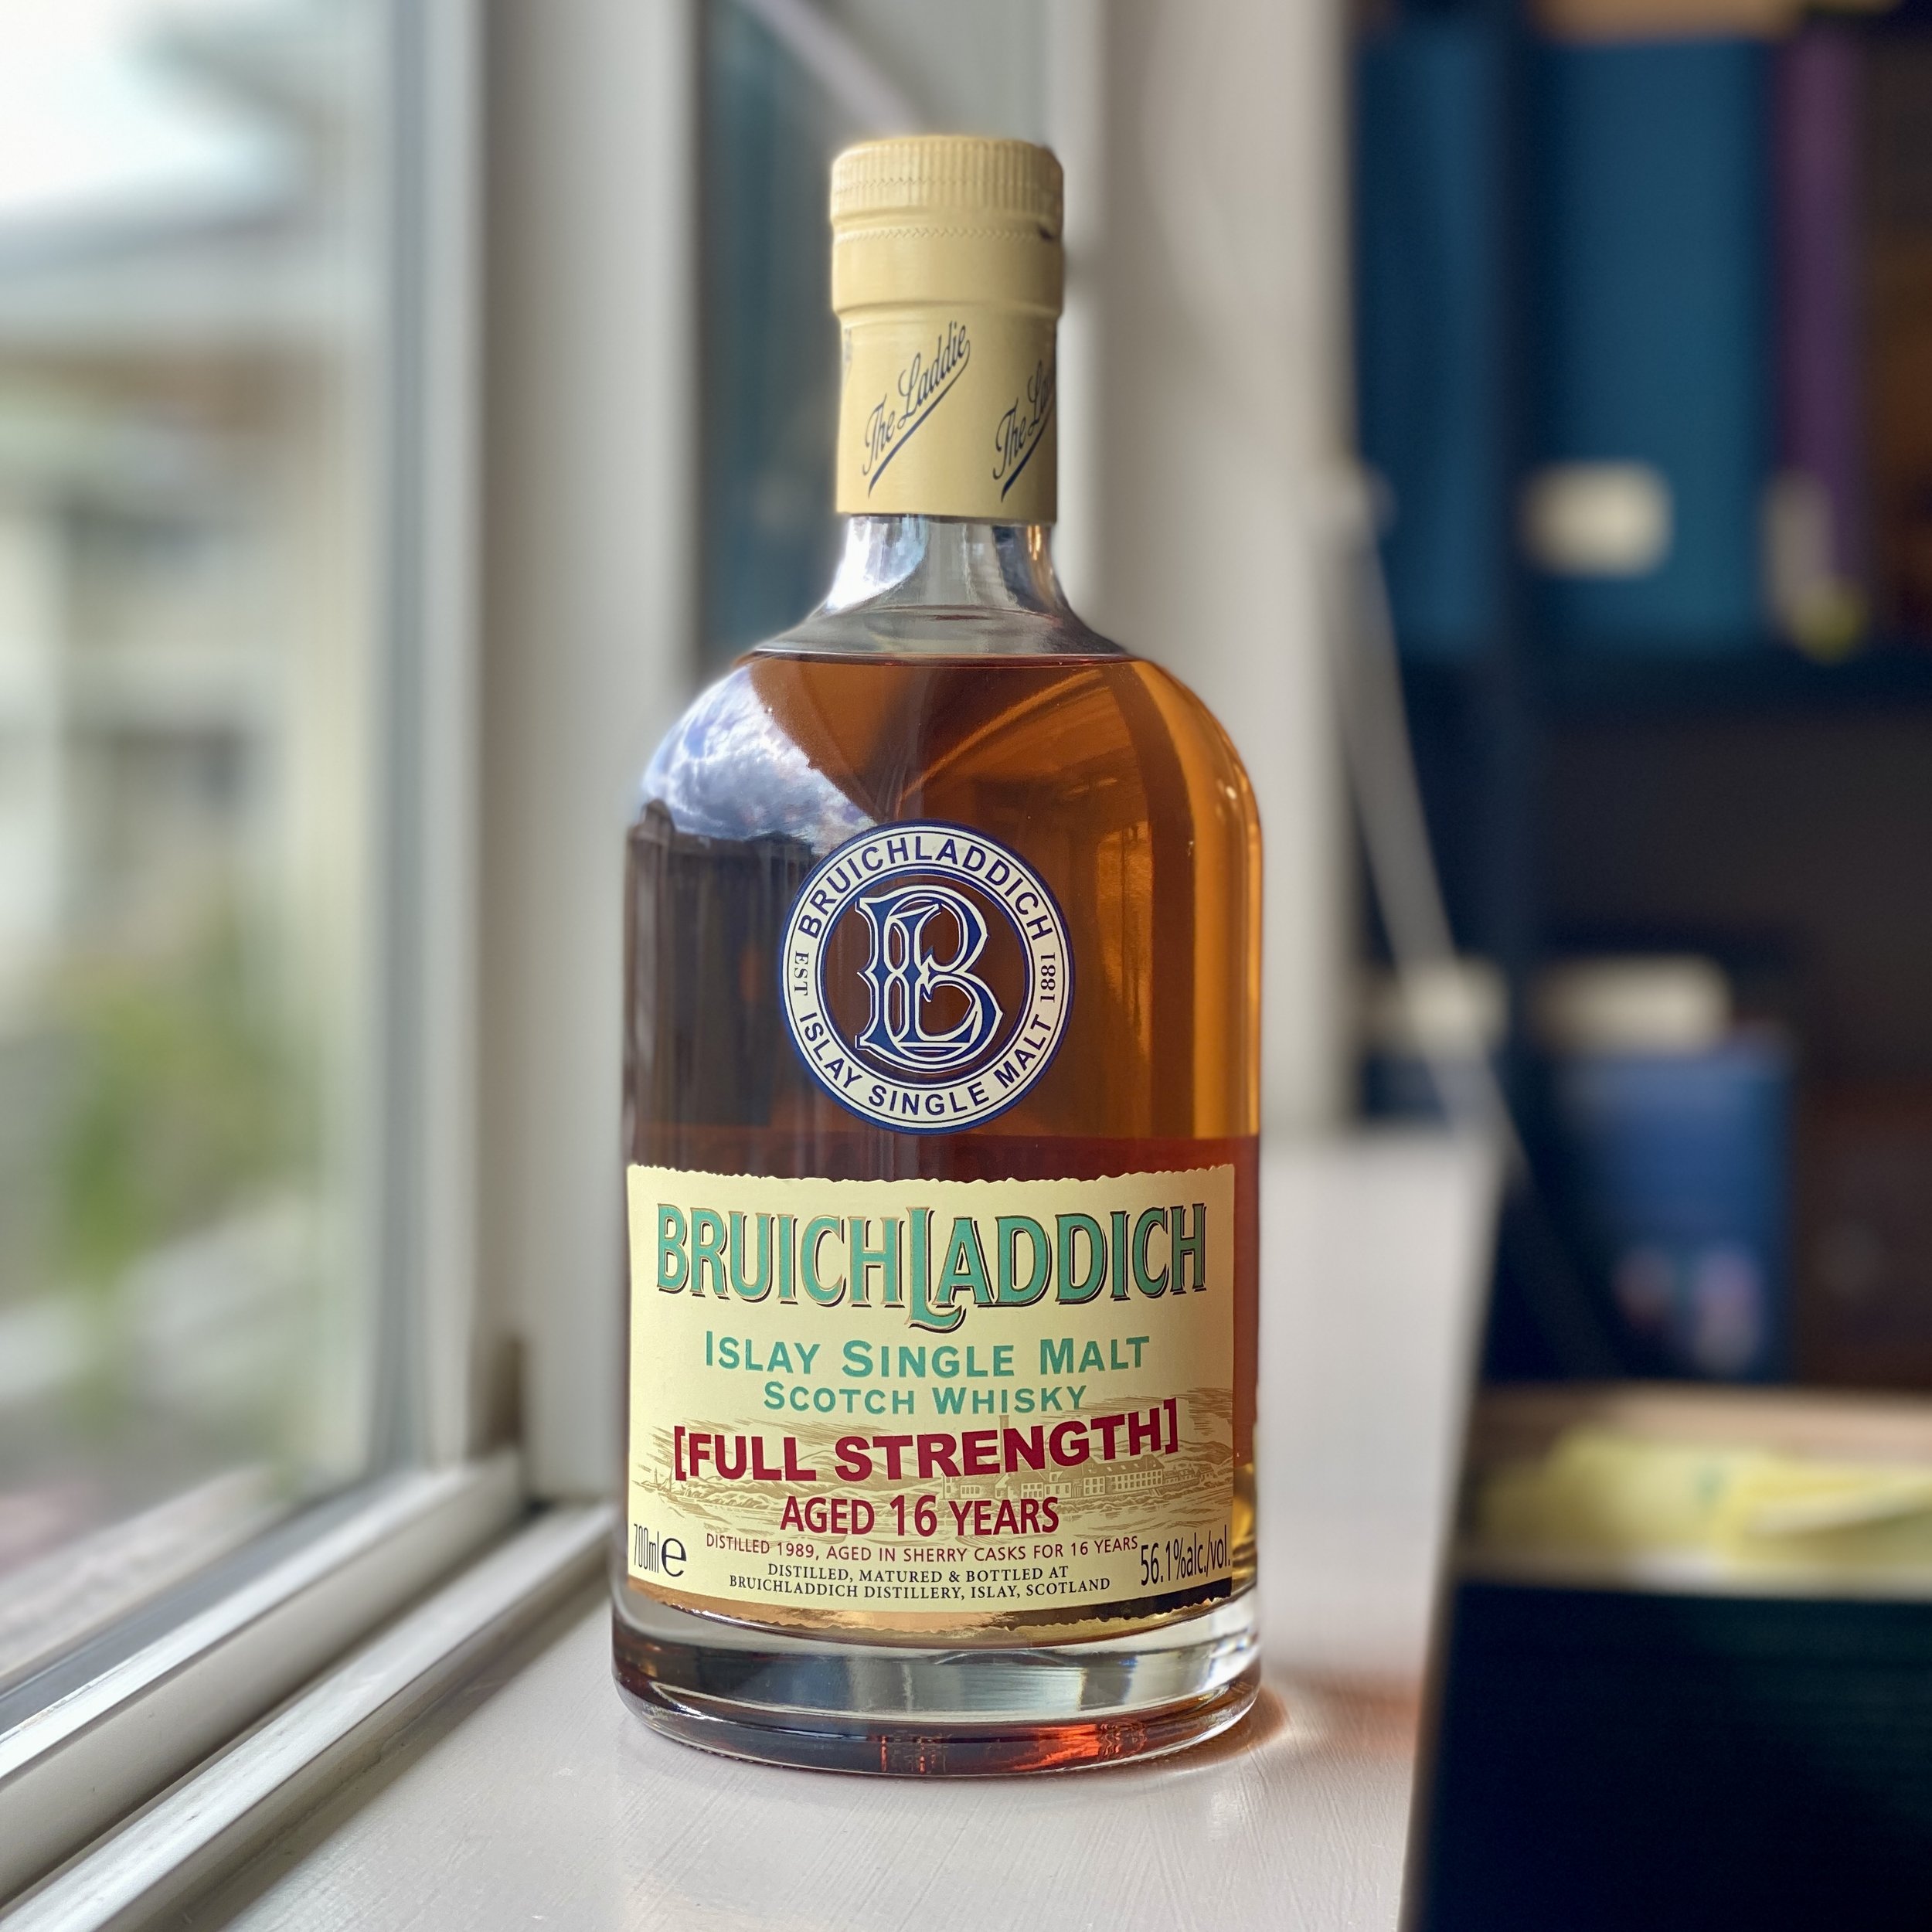 The Laddie
The La
BRUICHLADDICH
EST 1881
BL
ISLAY SINGLE MALT
BRUICHLADDICH
ISLAY SINGLE MALT
SCOTCH WHISKY
[FULL STRENGTH]
AGED 16 YEARS
DISTILLED 1989, AGED IN SHERRY CASKS FOR 16 YEARS
700ml e DISTILLED, MATURED & BOTTLED AT 56.1%alc./vol.
BRUICHLADDICH DISTILLERY, ISLAY, SCOTLAND